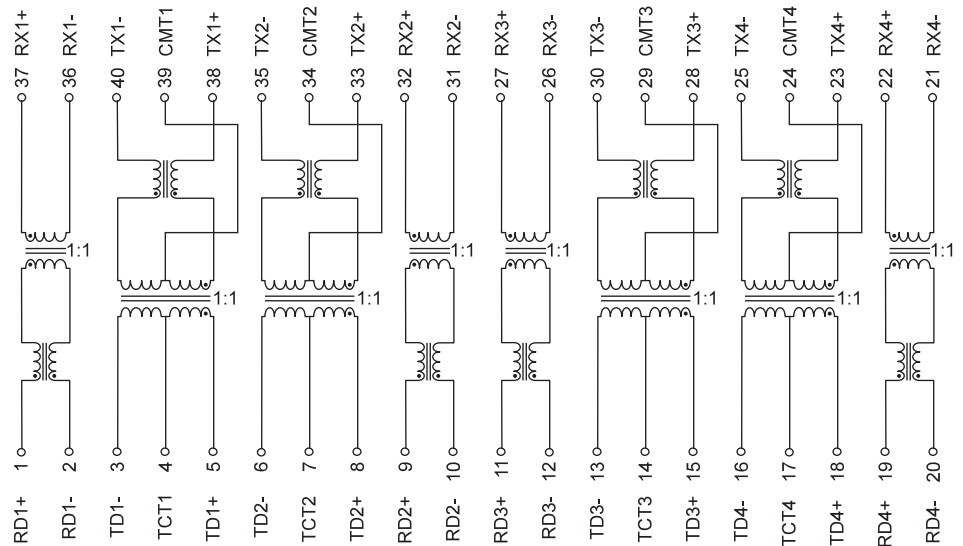 RX1+ RX1- TX1- CMT1 TX1+ TX2- CMT2 TX2+ RX2+ RX2- RX3+ RX3- TX3- CMT3 TX3+ TX4- CMT4 TX4+ RX4+ RX4-
37 36 40 39 38 35 34 33 32 31 27 26 30 29 28 25 24 23 22 21
1:1 1:1 1:1 1:1
1:1 1:1 1:1 1:1
1 2 3 4 5 6 7 8 9 10 11 12 13 14 15 16 17 18 19 20
RD1+ RD1- TD1- TCT1 TD1+ TD2- TCT2 TD2+ RD2+ RD2- RD3+ RD3- TD3- TCT3 TD3+ TD4- TCT4 TD4+ RD4+ RD4-